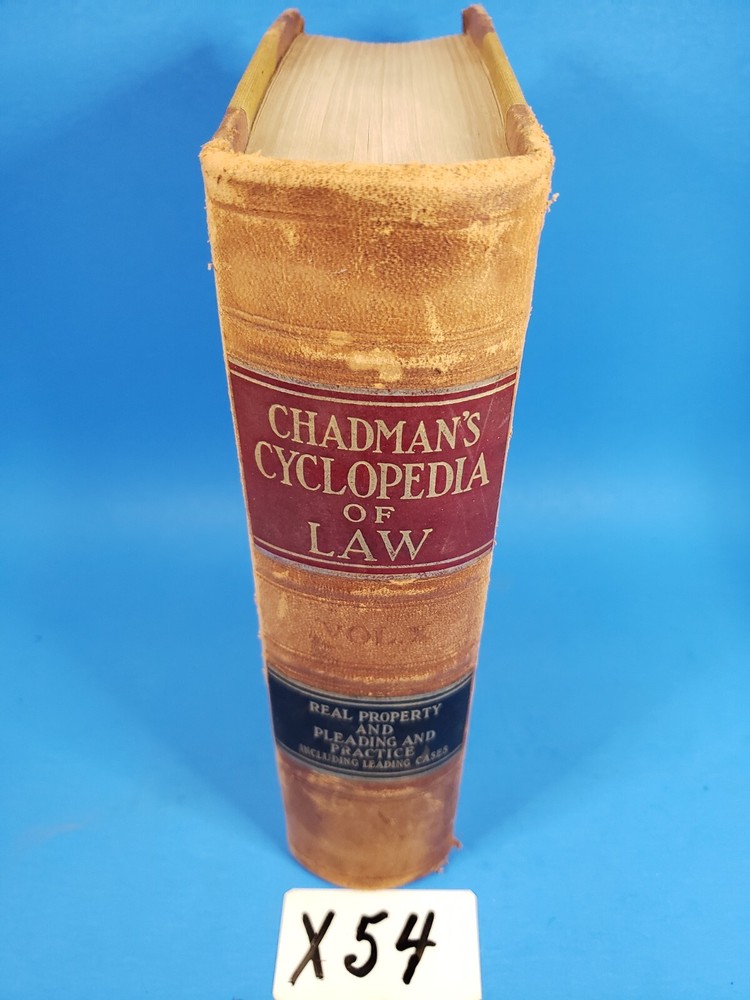 CHADMAN'S
CYCLOPEDIA
OF
LAW
VOL. X
REAL PROPERTY
AND
PLEADING AND
PRACTICE
INCLUDING LEADING CASES
X54